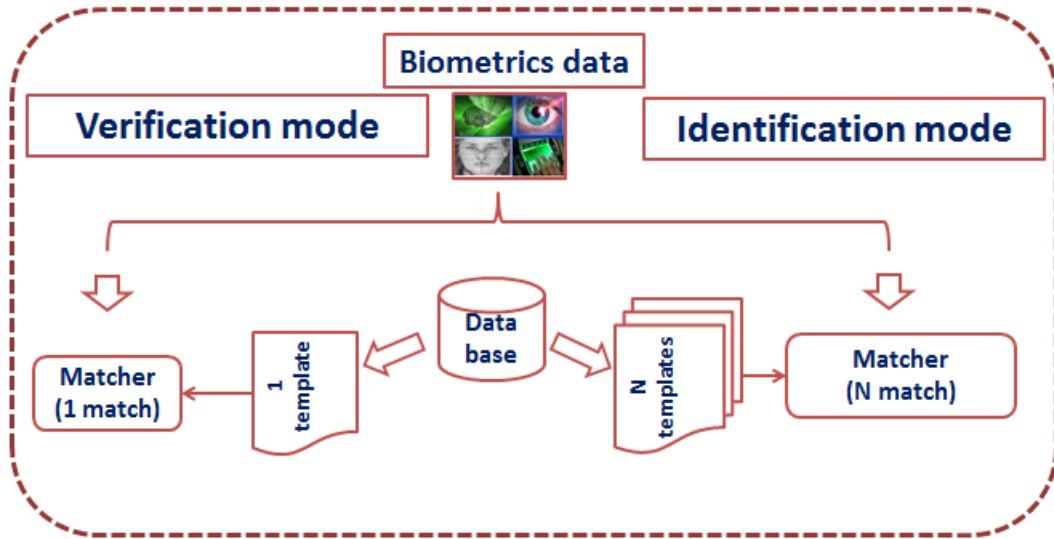 Biometrics data
Verification mode
Identification mode
Data
base
1
template
N
templates
Matcher
(1 match)
Matcher
(N match)